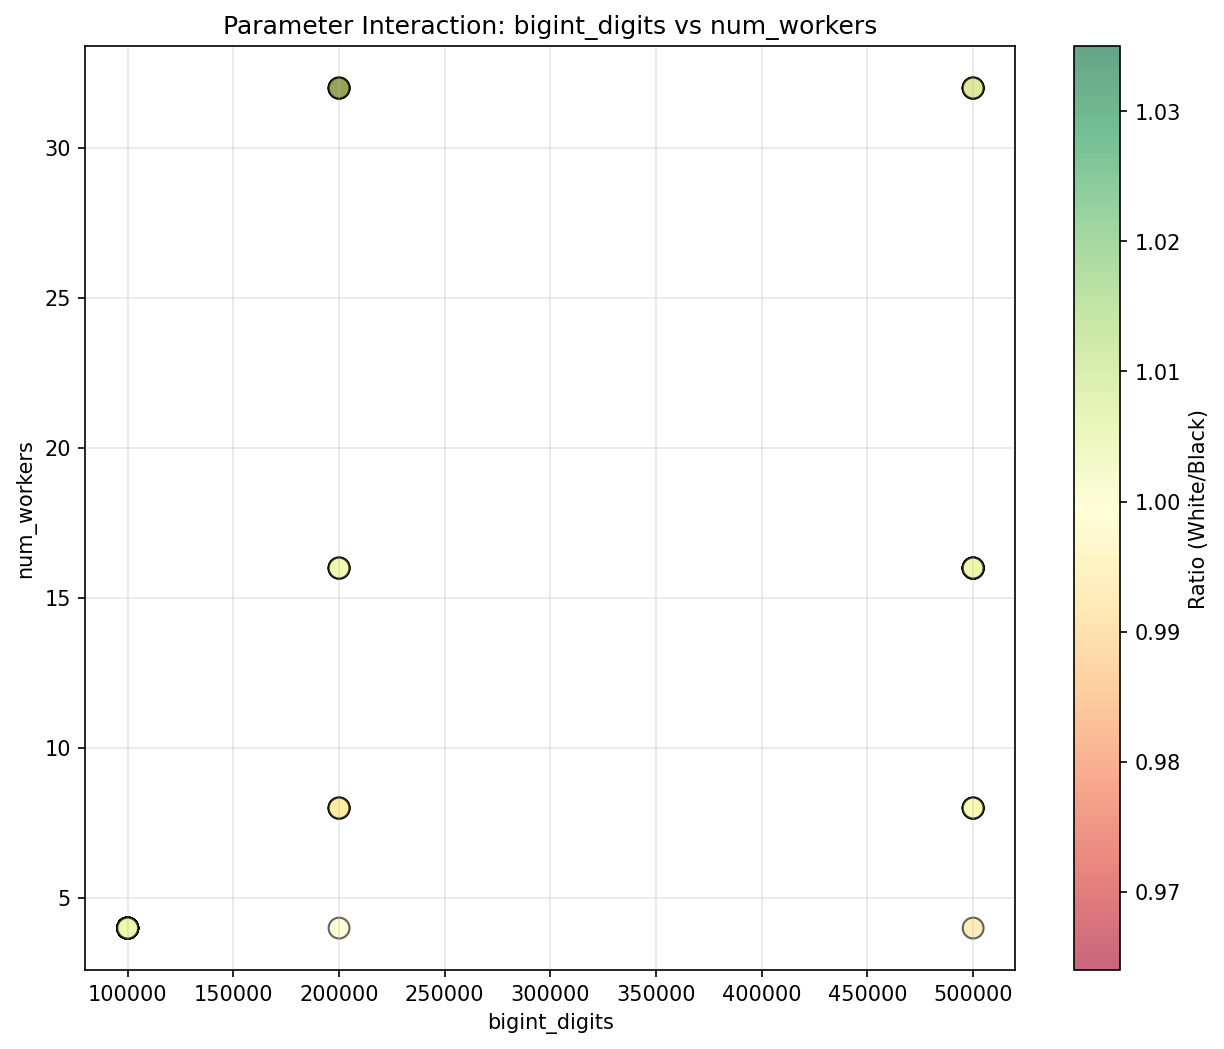 Parameter Interaction: bigint_digits vs num_workers
30
25
20
15
10
5
num_workers
100000 150000 200000 250000 300000 350000 400000 450000 500000
bigint_digits
1.03
1.02
1.01
1.00
0.99
0.98
0.97
Ratio (White/Black)